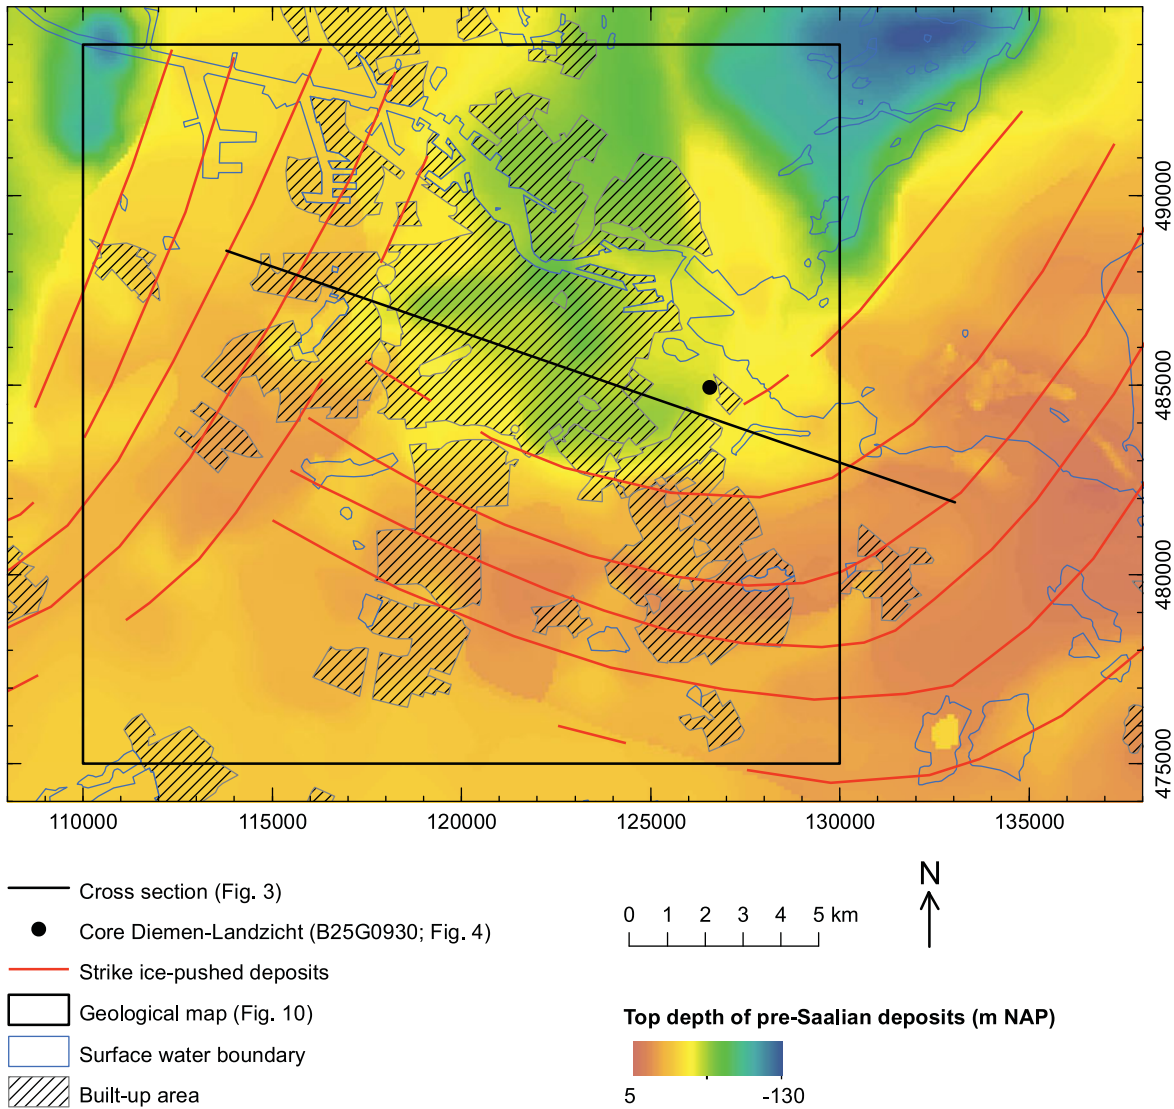 490000
485000
480000
475000
110000 115000 120000 125000 130000 135000
Cross section (Fig. 3)
Core Diemen-Landzicht (B25G0930; Fig. 4)
Strike ice-pushed deposits
Geological map (Fig. 10)
Surface water boundary
Built-up area
0 1 2 3 4 5 km
N
Top depth of pre-Saalian deposits (m NAP)
5 -130